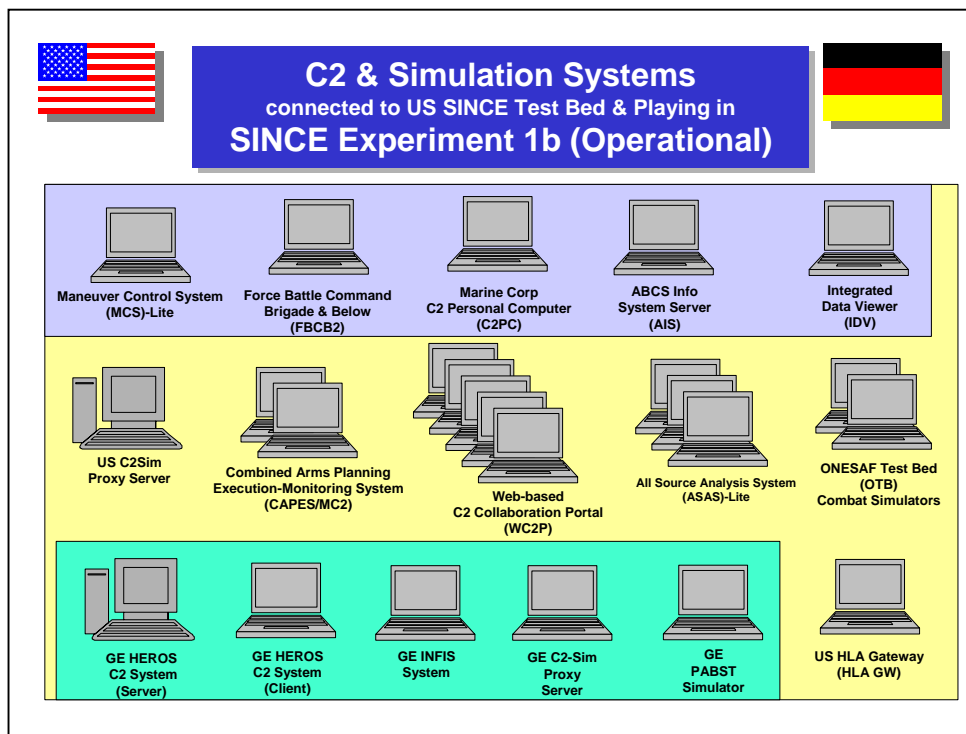 C2 & Simulation Systems
connected to US SINCE Test Bed & Playing in
SINCE Experiment 1b (Operational)
Maneuver Control System
(MCS)-Lite
Force Battle Command
Brigade & Below
(FBCB2)
Marine Corp
C2 Personal Computer
(C2PC)
ABCS Info
System Server
(AIS)
Integrated
Data Viewer
(IDV)
US C2Sim
Proxy Server
Combined Arms Planning
Execution-Monitoring System
(CAPES/MC2)
Web-based
C2 Collaboration Portal
(WC2P)
All Source Analysis System
(ASAS)-Lite
ONESAF Test Bed
(OTB)
Combat Simulators
GE HEROS
C2 System
(Server)
GE HEROS
C2 System
(Client)
GE INFIS
System
GE C2-Sim
Proxy
Server
GE
PABST
Simulator
US HLA Gateway
(HLA GW)